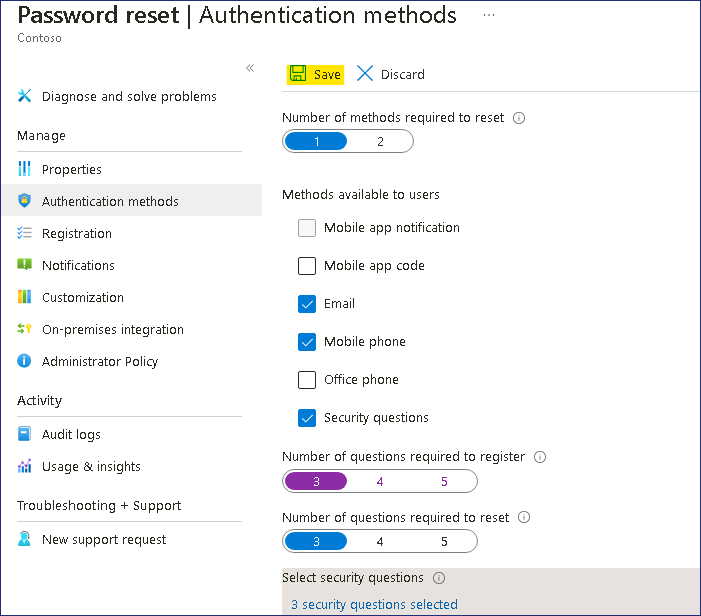 Password reset | Authentication methods ...
Contoso
«
Diagnose and solve problems
Manage
Properties
Authentication methods
Registration
Notifications
Customization
On-premises integration
Administrator Policy
Activity
Audit logs
Usage & insights
Troubleshooting + Support
New support request
Save Discard
Number of methods required to reset
1 2
Methods available to users
Mobile app notification
Mobile app code
Email
Mobile phone
Office phone
Security questions
Number of questions required to register
3 4 5
Number of questions required to reset
3 4 5
Select security questions
3 security questions selected